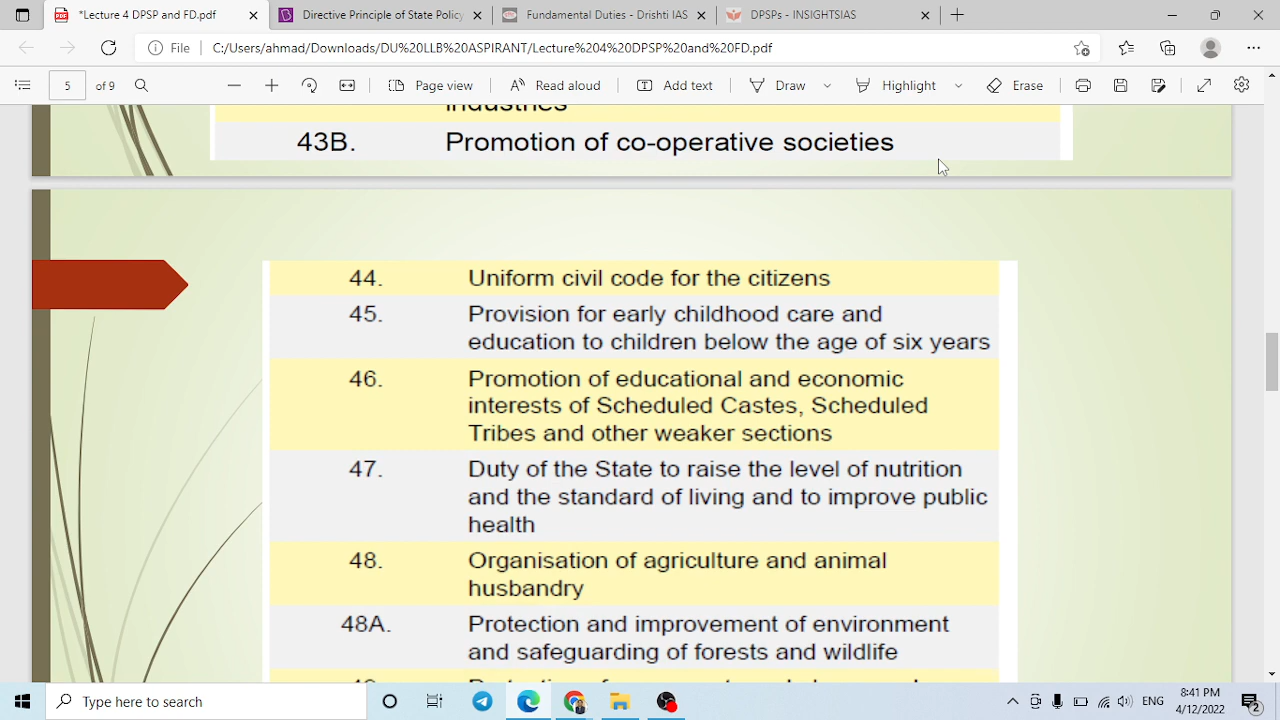 *Lecture 4 DPSP and Fd.pdf
Directive Principle of State Policy
Fundamental Duties - Drishti IAS
DPSPs - INSIGHTSIAS
File
C:/Users/ahmad/Downloads/DU%20LLB%20ASPIRANT/Lecture%204%20DPSP%20and%20FD.pdf
5 of 9
Page view
Read aloud
Add text
Draw
Highlight
Erase
industries
43B. Promotion of co-operative societies
44. Uniform civil code for the citizens
45. Provision for early childhood care and
education to children below the age of six years
46. Promotion of educational and economic
interests of Scheduled Castes, Scheduled
Tribes and other weaker sections
47. Duty of the State to raise the level of nutrition
and the standard of living and to improve public
health
48. Organisation of agriculture and animal
husbandry
48A. Protection and improvement of environment
and safeguarding of forests and wildlife
Type here to search
ENG
8:41 PM
4/12/2022
2